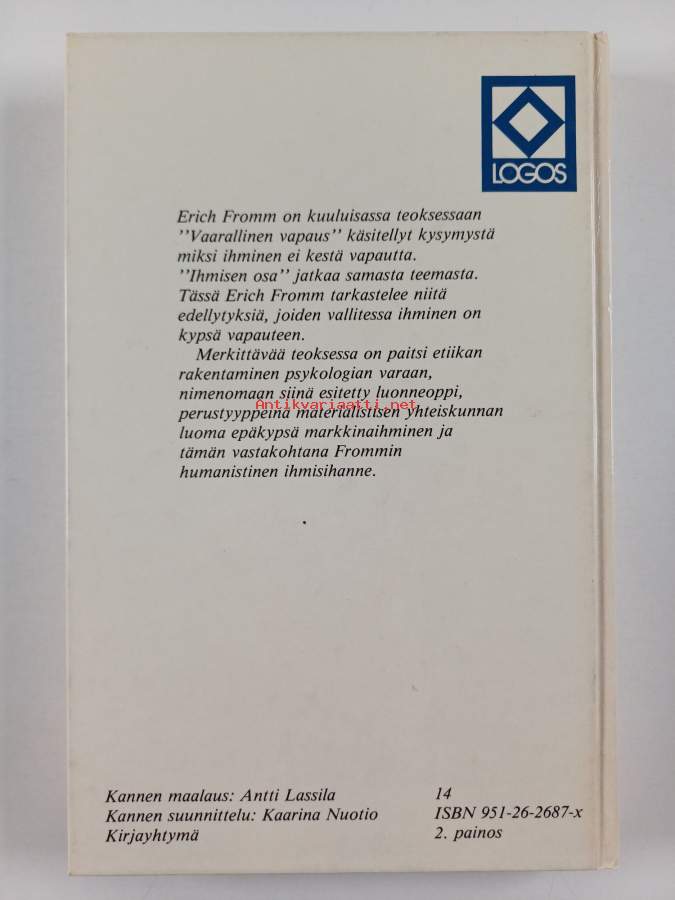 LOGOS
Erich Fromm on kuuluisassa teoksessaan
''Vaarallinen vapaus'' käsitellyt kysymystä
miksi ihminen ei kestä vapautta.
''Ihmisen osa'' jatkaa samasta teemasta.
Tässä Erich Fromm tarkastelee niitä
edellytyksiä, joiden vallitessa ihminen on
kypsä vapauteen.
Merkittävää teoksessa on paitsi etiikan
rakentaminen psykologian varaan,
nimenomaan siinä esitetty luonneoppi,
Antikvariaatti.net
perustyyppeinä materialistisen yhteiskunnan
luoma epäkypsä markkinaihminen ja
tämän vastakohtana Frommin
humanistinen ihmisihanne.
Kannen maalaus: Antti Lassila
Kannen suunnittelu: Kaarina Nuotio
Kirjayhtymä
14
ISBN 951-26-2687-x
2. painos